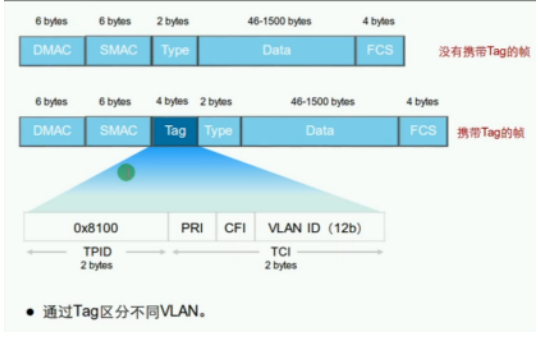 6 bytes 6 bytes 2 bytes 46-1500 bytes 4 bytes
DMAC SMAC Type Data FCS 没有携带Tag的帧
6 bytes 6 bytes 4 bytes 2 bytes 46-1500 bytes 4 bytes
DMAC SMAC Tag Type Data FCS 携带Tag的帧
0x8100 PRI CFI VLAN ID（12b）
TPID TCI
2 bytes 2 bytes
● 通过Tag区分不同VLAN。